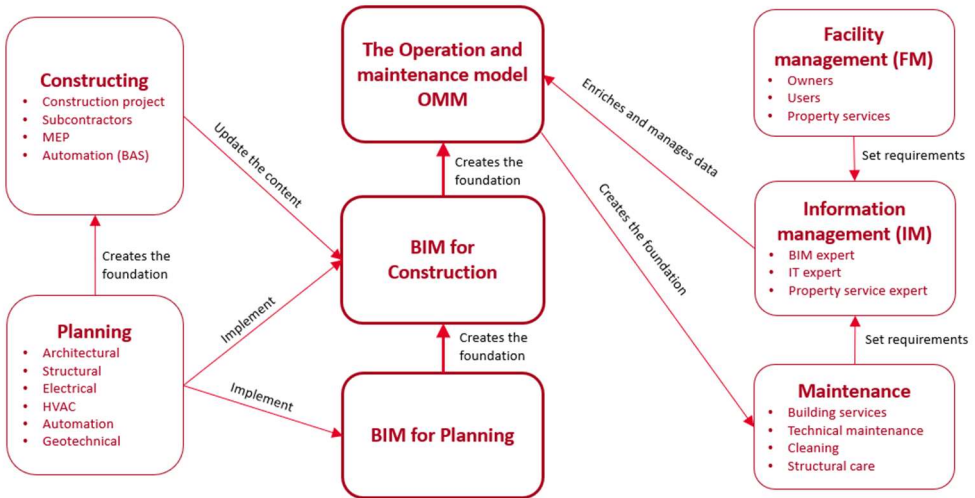 Constructing
• Construction project
• Subcontractors
• MEP
• Automation (BAS)
Creates the
foundation
Planning
• Architectural
• Structural
• Electrical
• HVAC
• Automation
• Geotechnical
Update the content
Implement
Implement
The Operation and
maintenance model
OMM
Creates the
foundation
BIM for
Construction
Creates the
foundation
BIM for Planning
Enriches and manages data
Creates the foundation
Facility
management (FM)
• Owners
• Users
• Property services
Set requirements
Information
management (IM)
• BIM expert
• IT expert
• Property service expert
Set requirements
Maintenance
• Building services
• Technical maintenance
• Cleaning
• Structural care